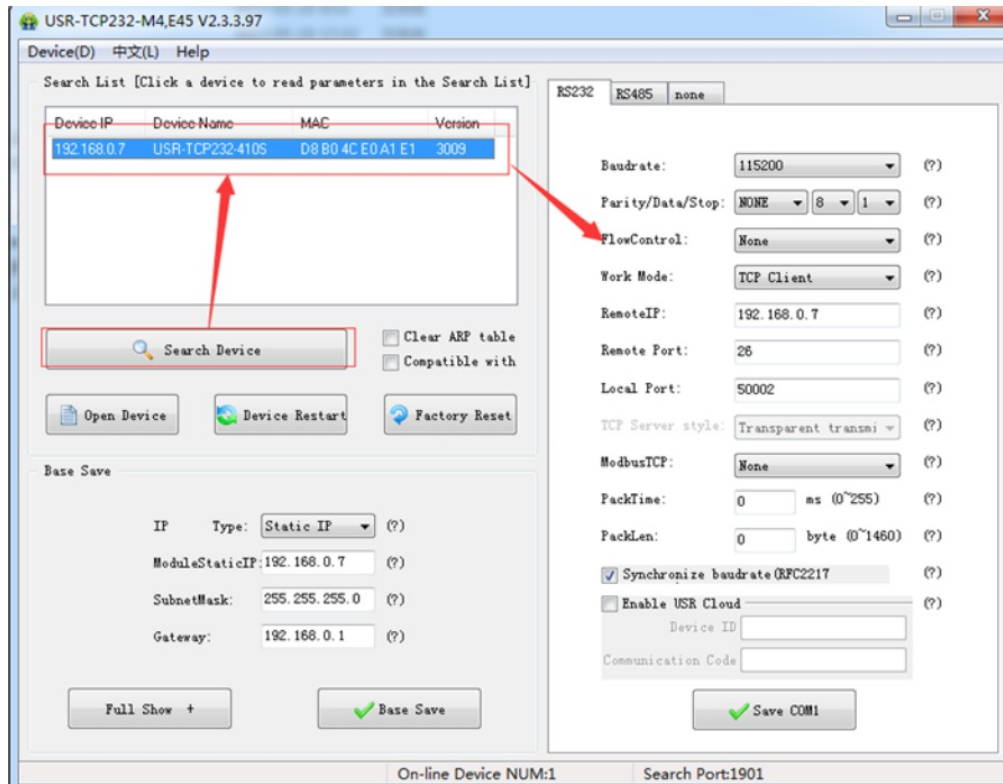 USR-TCP232-M4,E45 V2.3.3.97
Device(D) 中文(L) Help
Search List [Click a device to read parameters in the Search List]
Device IP Device Name MAC Version
192.168.0.7 USR-TCP232-410S D8 B0 4C E0 A1 E1 3009
Search Device
Clear ARP table
Compatible with
Open Device
Device Restart
Factory Reset
Base Save
IP Type: Static IP (?)
ModuleStaticIP: 192.168.0.7 (?)
SubnetMask: 255.255.255.0 (?)
Gateway: 192.168.0.1 (?)
Full Show +
Base Save
RS232 RS485 none
Baudrate: 115200 (?)
Parity/Data/Stop: NONE 8 1 (?)
FlowControl: None (?)
Work Mode: TCP Client (?)
RemoteIP: 192.168.0.7 (?)
Remote Port: 26 (?)
Local Port: 50002 (?)
TCP Server style: Transparent transmi (?)
ModbusTCP: None (?)
PackTime: 0 ms (0~255) (?)
PackLen: 0 byte (0~1460) (?)
Synchronize baudrate(RFC2217 (?)
Enable USR Cloud (?)
Device ID
Communication Code
Save COM1
On-line Device NUM:1 Search Port:1901